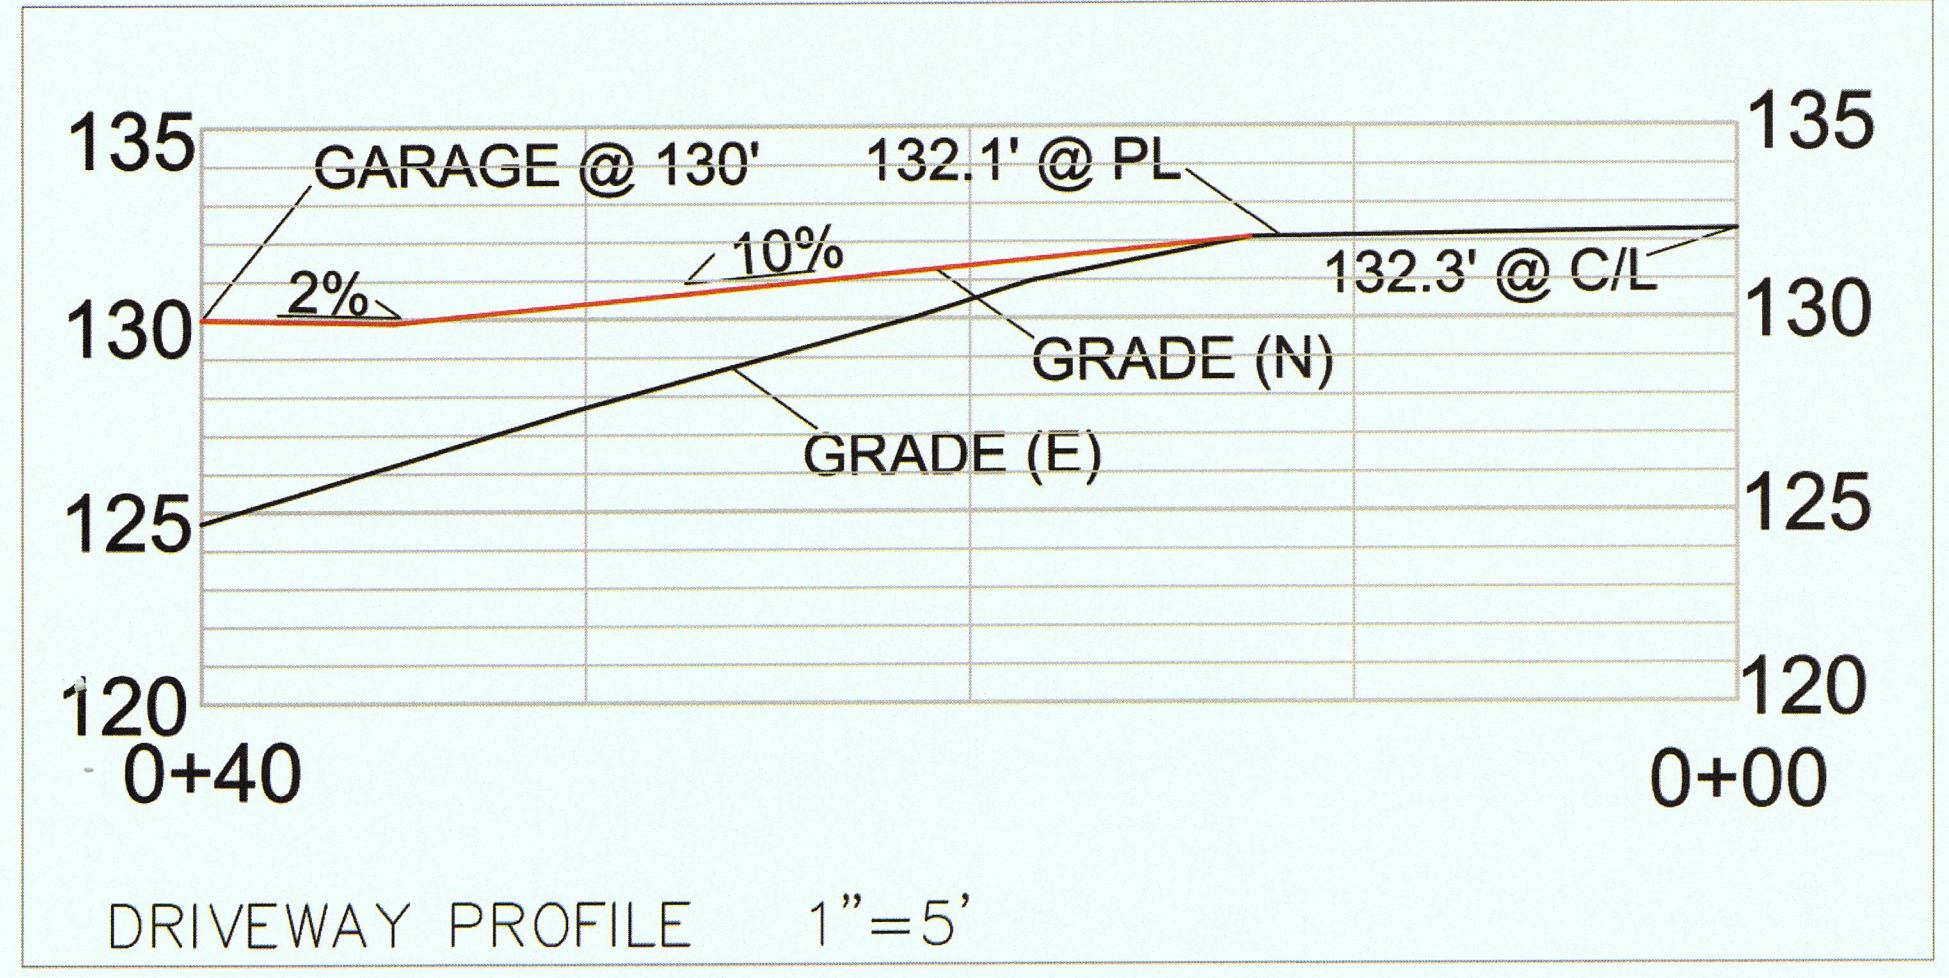 135
135
GARAGE @ 130'
132.1' @ PL
10%
2%
132.3' @ C/L
130
130
GRADE (N)
GRADE (E)
125
125
120
120
0+40
0+00
DRIVEWAY PROFILE 1"=5'